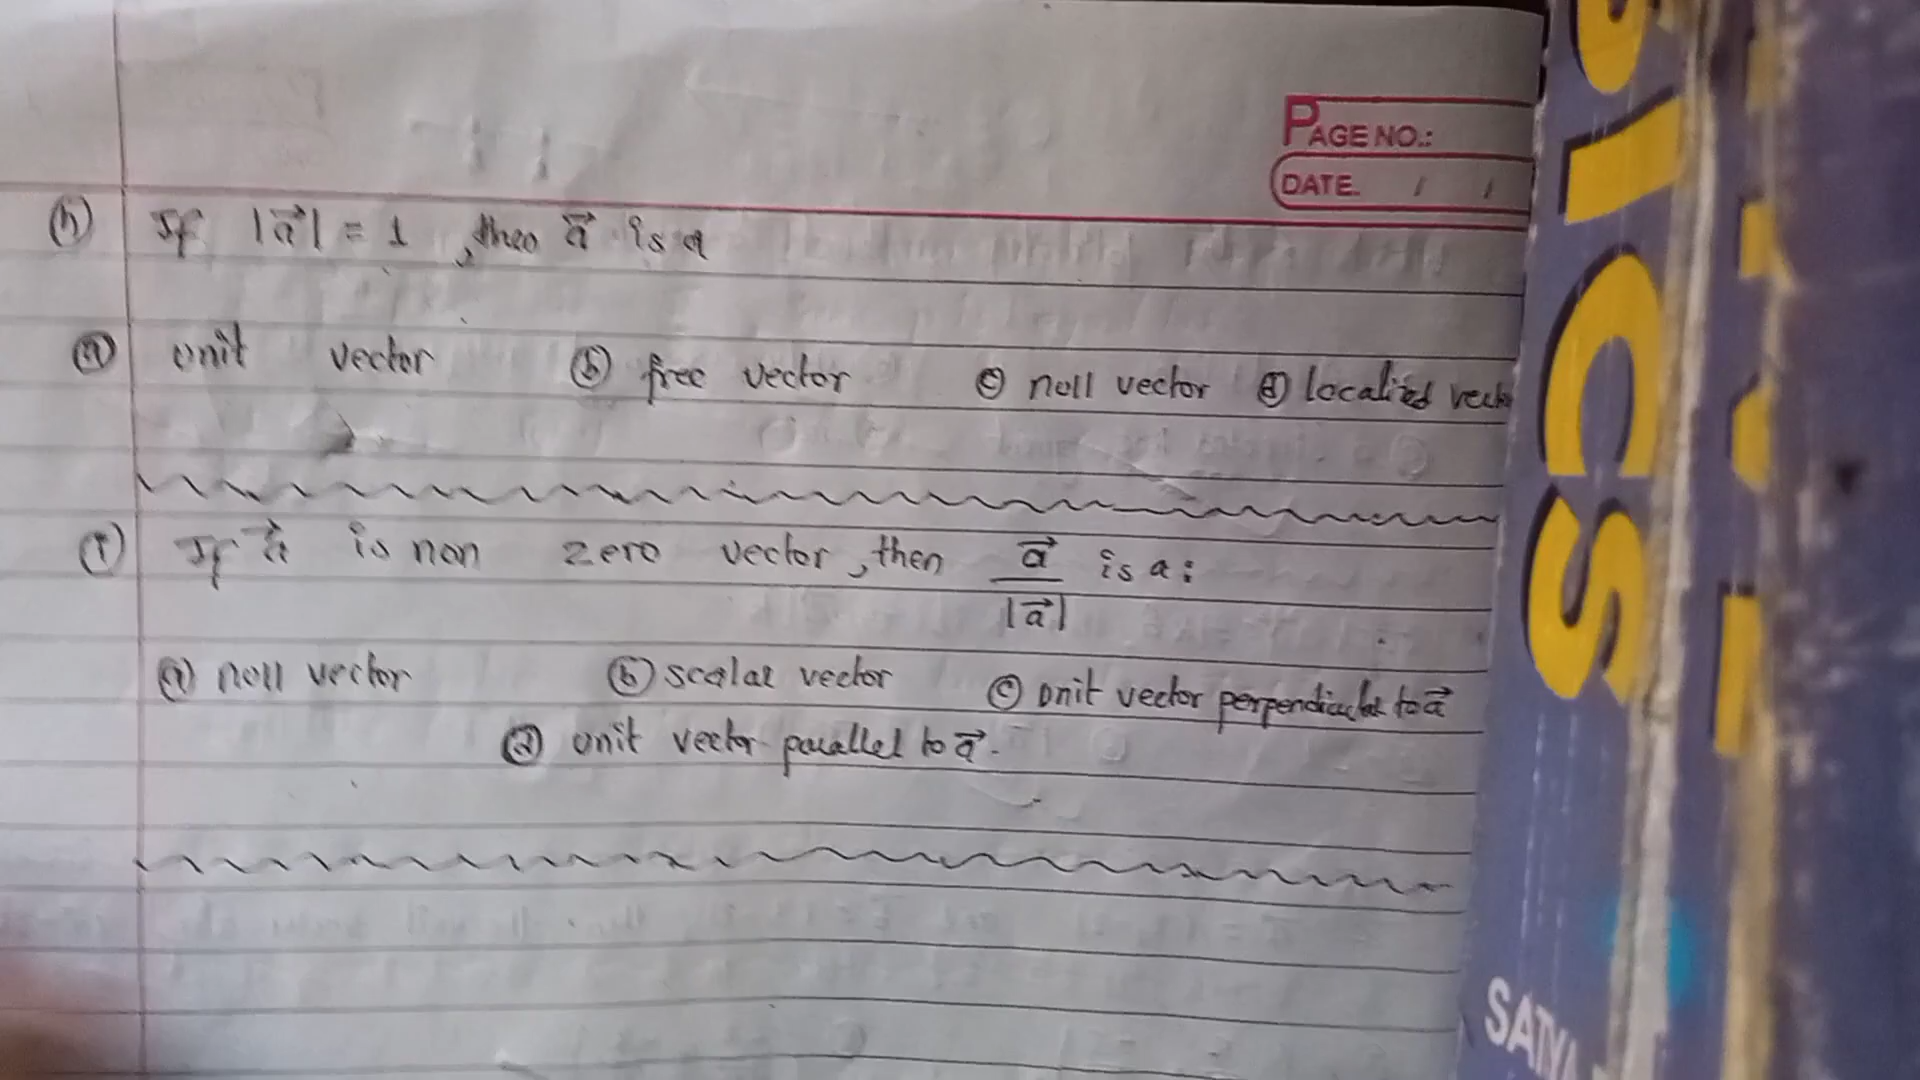 PAGE NO.:
DATE. / /
(h) If |a⃗| = 1 , then a⃗ is a
(a) unit vector (b) free vector (c) null vector (d) localized
(i) If a⃗ is non zero vector, then a⃗/|a⃗| is a:
(a) null vector (b) scalar vector (c) unit vector perpendicular to a⃗
(d) unit vector parallel to a⃗.
SICS